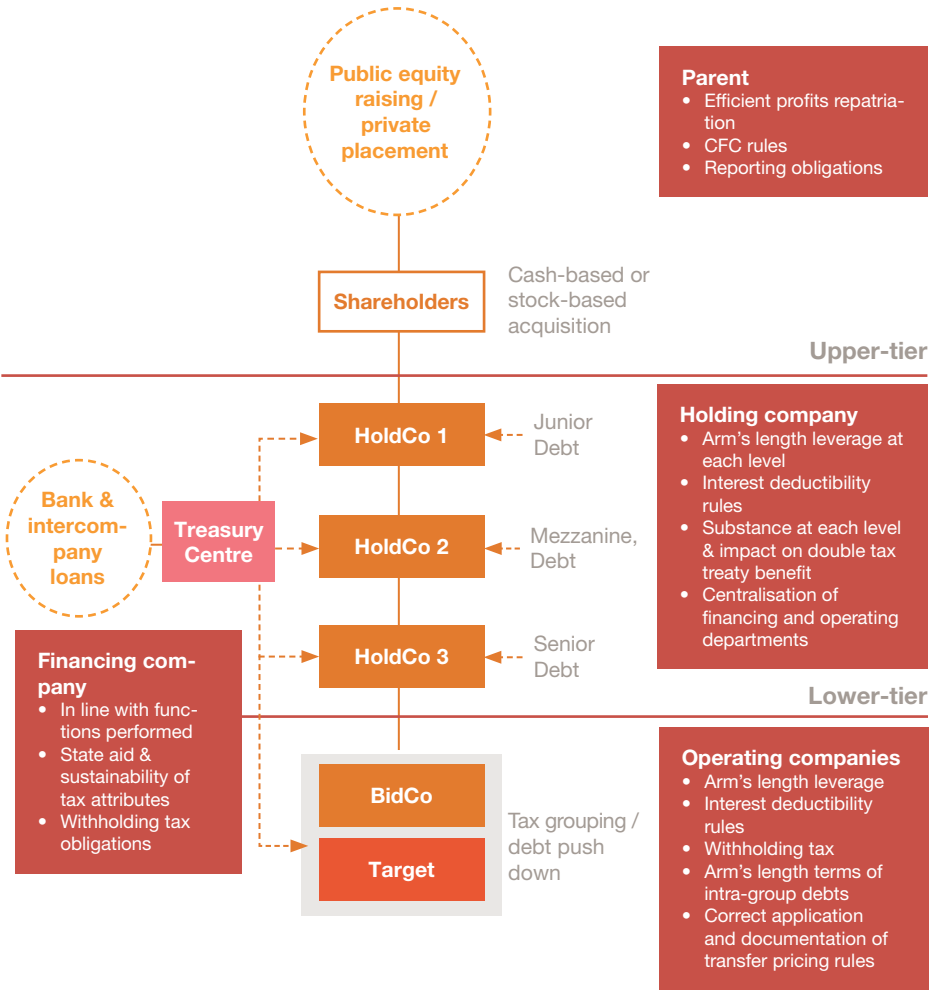 Public equity
raising /
private
placement
Parent
• Efficient profits repatria-
tion
• CFC rules
• Reporting obligations
Shareholders
Cash-based or
stock-based
acquisition
Upper-tier
HoldCo 1
Junior
Debt
Holding company
• Arm's length leverage at
each level
• Interest deductibility
rules
• Substance at each level
& impact on double tax
treaty benefit
• Centralisation of
financing and operating
departments
Bank &
intercom-
pany
loans
Treasury
Centre
HoldCo 2
Mezzanine,
Debt
HoldCo 3
Senior
Debt
Financing com-
pany
• In line with func-
tions performed
• State aid &
sustainability of
tax attributes
• Withholding tax
obligations
Lower-tier
BidCo
Target
Tax grouping /
debt push
down
Operating companies
• Arm's length leverage
• Interest deductibility
rules
• Withholding tax
• Arm's length terms of
intra-group debts
• Correct application
and documentation of
transfer pricing rules